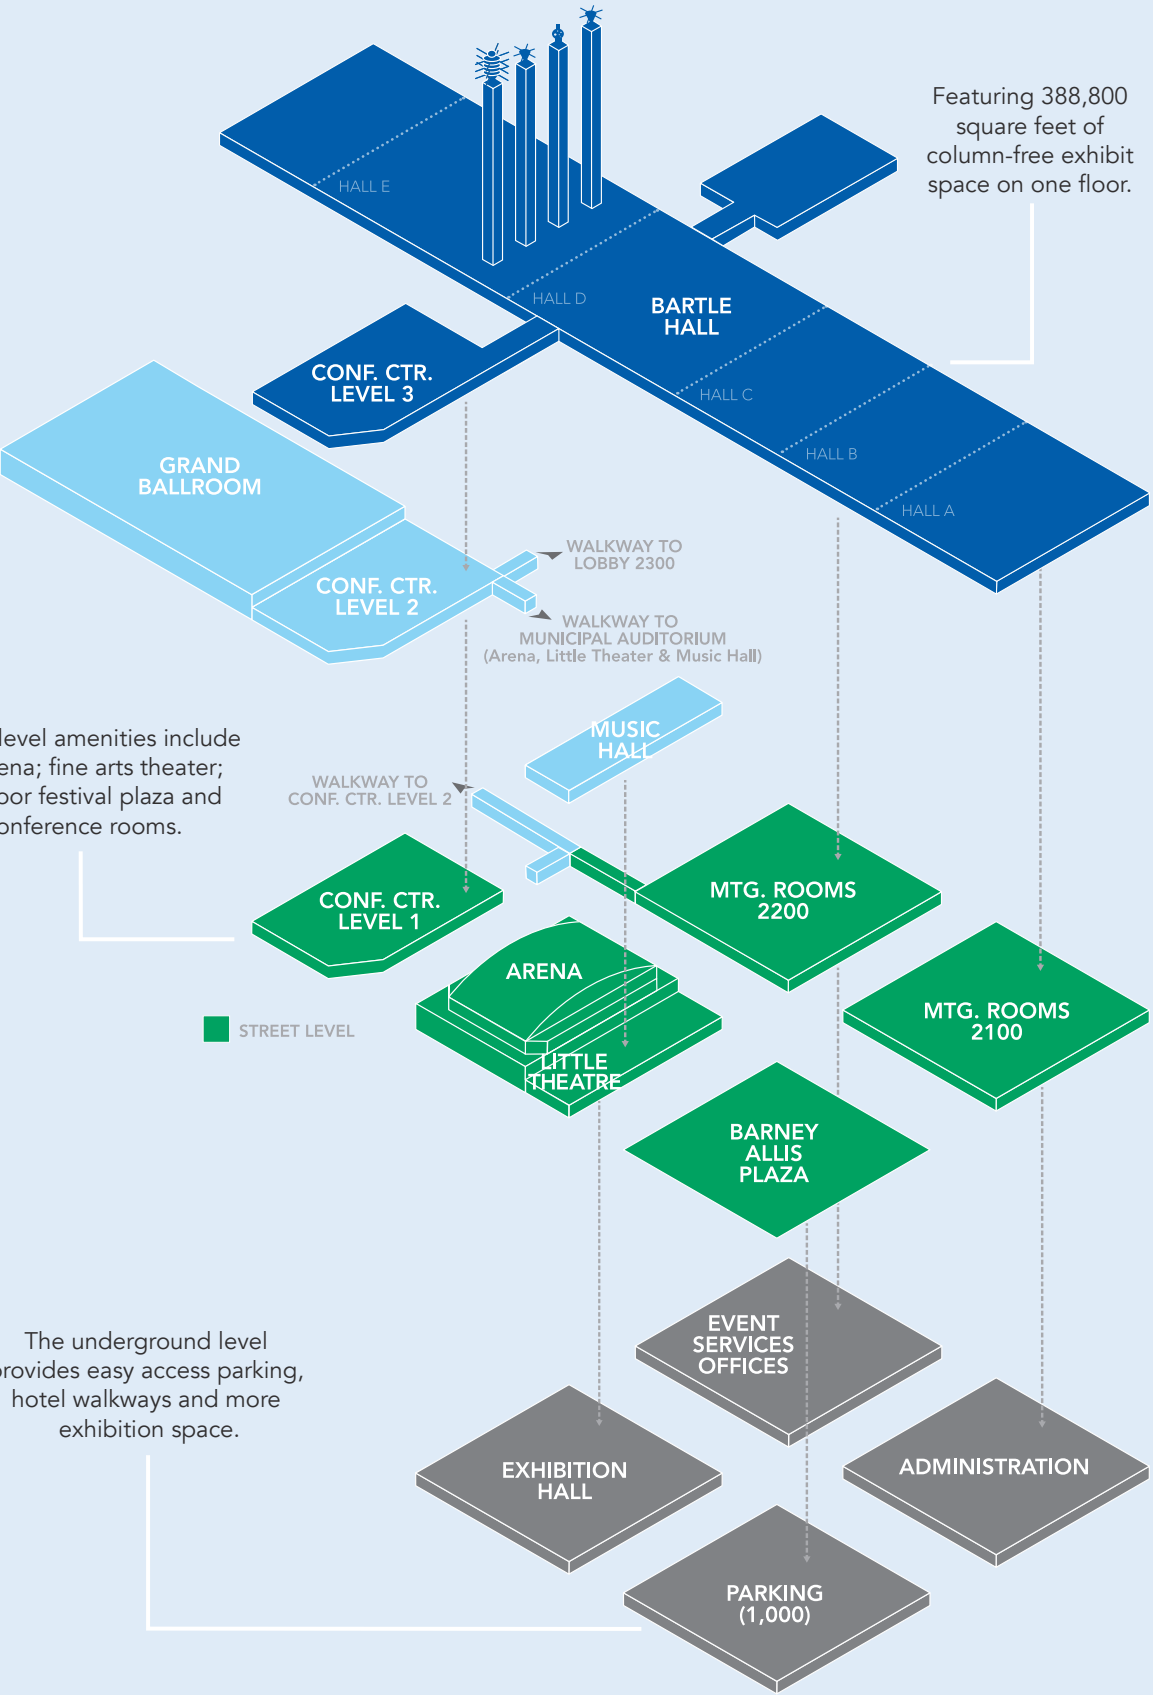 Featuring 388,800
square feet of
column-free exhibit
space on one floor.
HALL E
HALL D
BARTLE
HALL
HALL C
HALL B
HALL A
CONF. CTR.
LEVEL 3
GRAND
BALLROOM
CONF. CTR.
LEVEL 2
WALKWAY TO
LOBBY 2300
WALKWAY TO
MUNICIPAL AUDITORIUM
(Arena, Little Theater & Music Hall)
level amenities include
ena; fine arts theater;
oor festival plaza and
onference rooms.
MUSIC
HALL
WALKWAY TO
CONF. CTR. LEVEL 2
CONF. CTR.
LEVEL 1
MTG. ROOMS
2200
ARENA
MTG. ROOMS
2100
STREET LEVEL
LITTLE
THEATRE
BARNEY
ALLIS
PLAZA
The underground level
provides easy access parking,
hotel walkways and more
exhibition space.
EVENT
SERVICES
OFFICES
EXHIBITION
HALL
ADMINISTRATION
PARKING
(1,000)